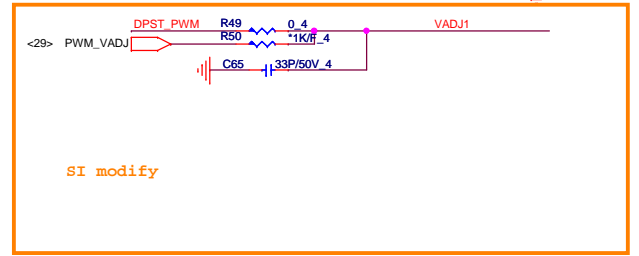 DPST_PWM R49 0_4 VADJ1
<29> PWM_VADJ R50 *1K/F_4
C65 33P/50V_4
SI modify